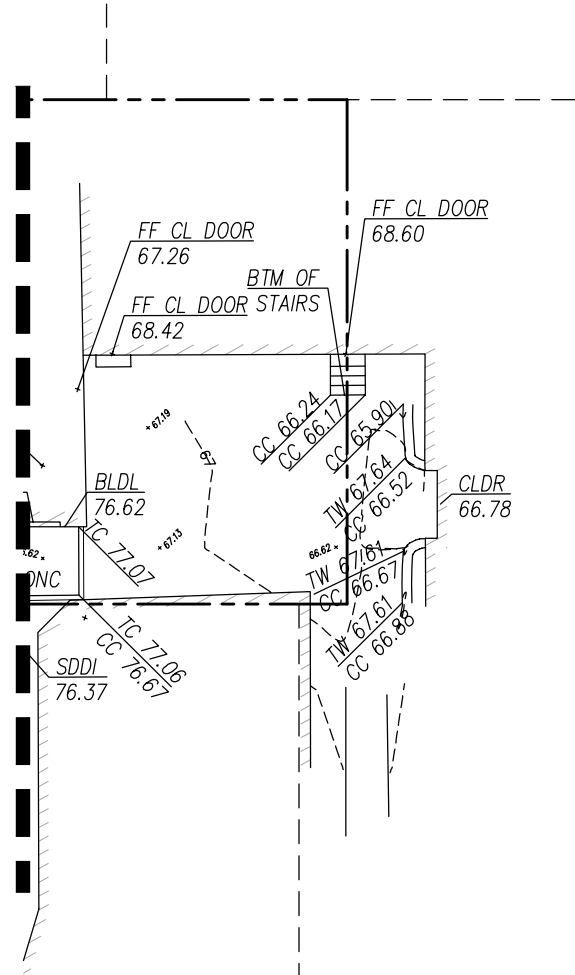 FF CL DOOR
68.60
FF CL DOOR
67.26
BTM OF
STAIRS
FF CL DOOR
68.42
CC 66.24
CC 66.17
CC 65.90
67.19
67
TW 67.64
CC 66.52
BLDL
76.62
CLDR
66.78
TC 77.07
67.13
66.62
TW 67.61
CC 66.67
ONC
TW 67.61
CC 66.88
TC 77.06
CC 76.67
SDDI
76.37